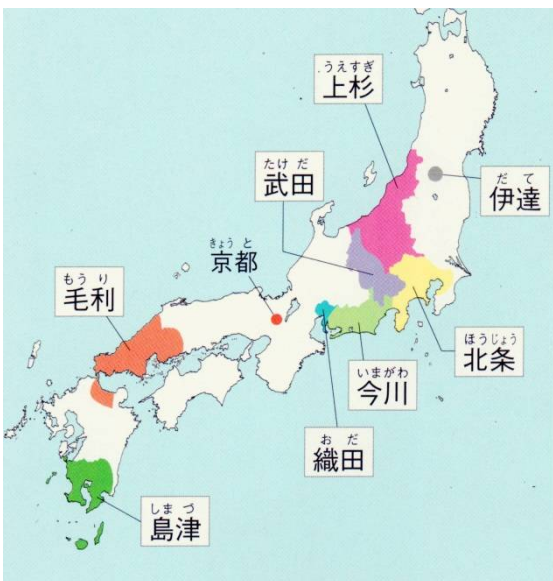 うえすぎ
上杉
たけだ
武田
だて
伊達
きょうと
京都
もうり
毛利
ほうじょう
北条
いまがわ
今川
おだ
織田
しまづ
島津